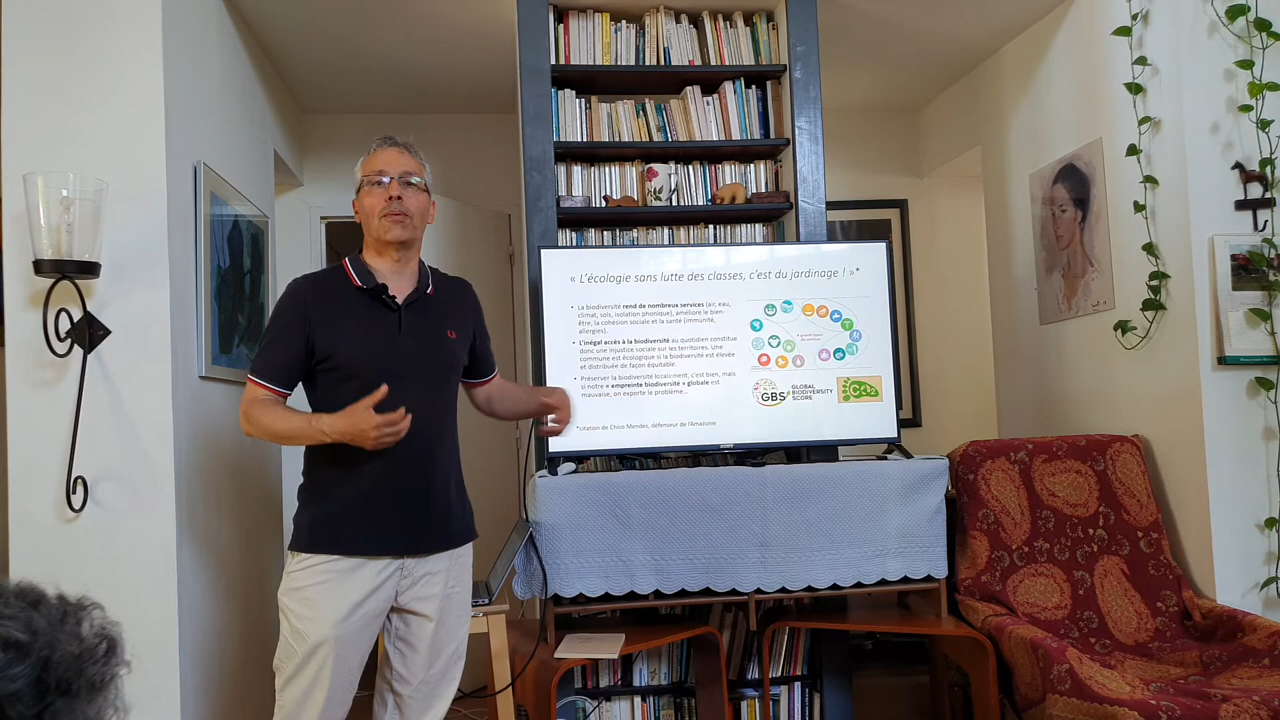 « L'écologie sans lutte des classes, c'est du jardinage ! »*
• La biodiversité rend de nombreux services (air, eau,
climat, sols, isolation phonique), améliore le bien-
être, la cohésion sociale et la santé (immunité,
allergies).
• L'inégal accès à la biodiversité au quotidien constitue
donc une injustice sociale sur les territoires. Une
commune est écologique si la biodiversité est élevée
et distribuée de façon équitable.
• Préserver la biodiversité localement, c'est bien, mais
si notre « empreinte biodiversité » globale est
mauvaise, on exporte le problème...
*citation de Chico Mendes, défenseur de l'Amazonie
GBS
GLOBAL
BIODIVERSITY
SCORE
CO2